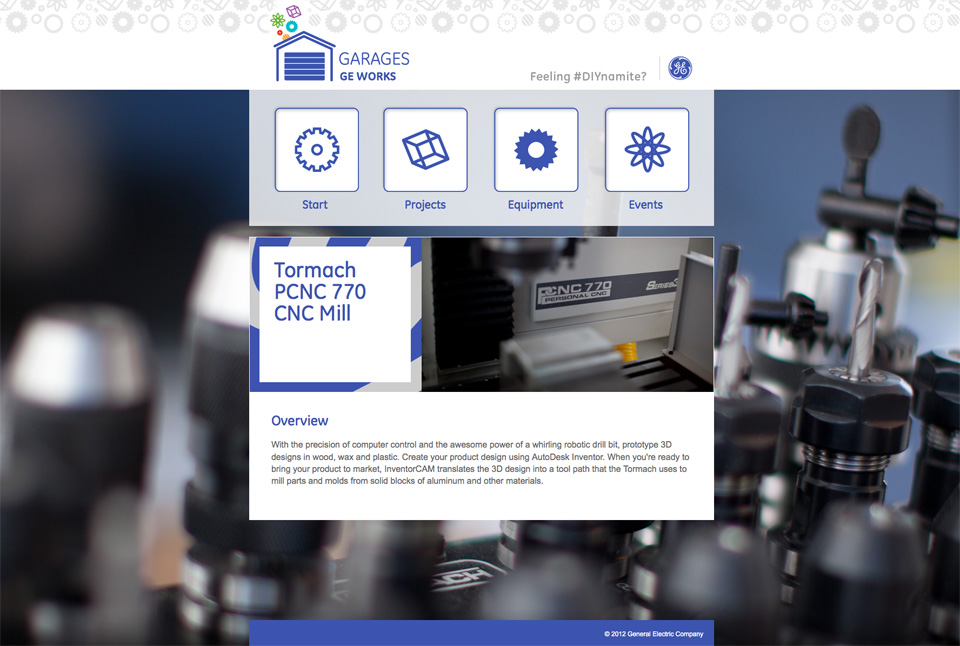 GARAGES
GE WORKS
Feeling #DIYnamite?
GE
Start
Projects
Equipment
Events
Tormach
PCNC 770
CNC Mill
PCNC 770
PERSONAL CNC
Series3
Overview
With the precision of computer control and the awesome power of a whirling robotic drill bit, prototype 3D
designs in wood, wax and plastic. Create your product design using AutoDesk Inventor. When you're ready to
bring your product to market, InventorCAM translates the 3D design into a tool path that the Tormach uses to
mill parts and molds from solid blocks of aluminum and other materials.
© 2012 General Electric Company